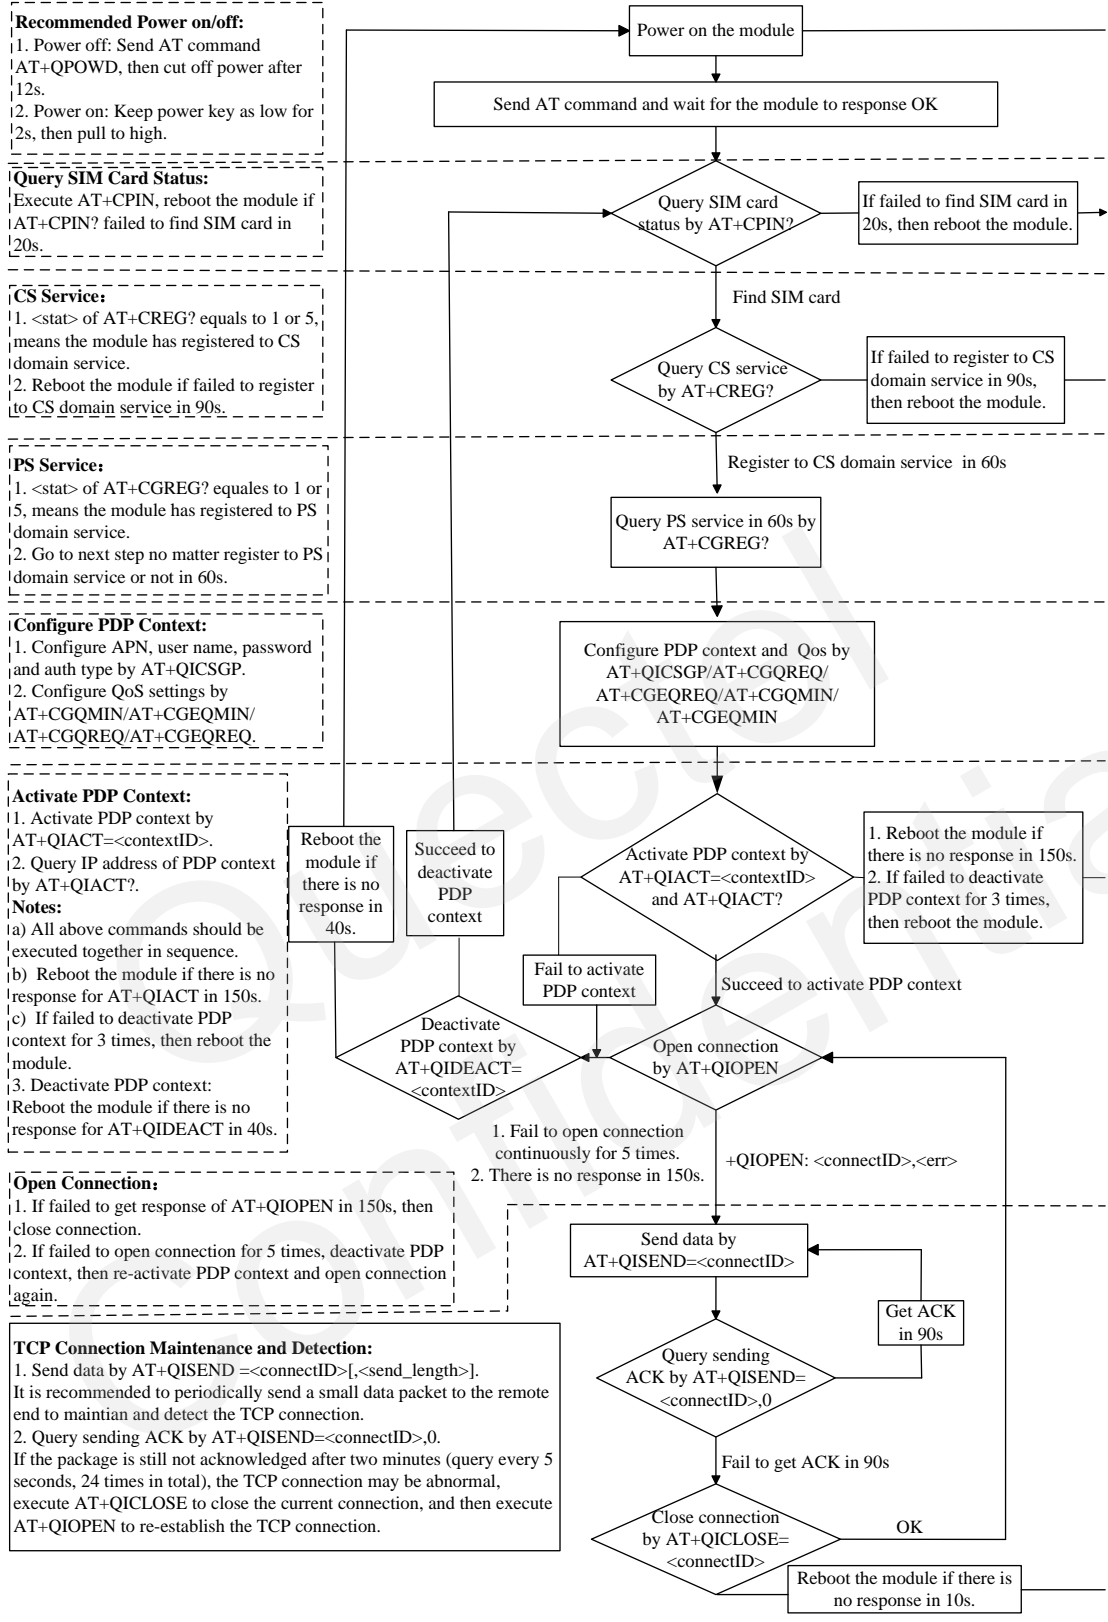 Recommended Power on/off:
1. Power off: Send AT command
AT+QPOWD, then cut off power after
12s.
2. Power on: Keep power key as low for
2s, then pull to high.
Power on the module
Send AT command and wait for the module to response OK
Query SIM Card Status:
Execute AT+CPIN, reboot the module if
AT+CPIN? failed to find SIM card in
20s.
Query SIM card
status by AT+CPIN?
If failed to find SIM card in
20s, then reboot the module.
Find SIM card
CS Service:
1. <stat> of AT+CREG? equals to 1 or 5,
means the module has registered to CS
domain service.
2. Reboot the module if failed to register
to CS domain service in 90s.
Query CS service
by AT+CREG?
If failed to register to CS
domain service in 90s,
then reboot the module.
Register to CS domain service  in 60s
PS Service:
1. <stat> of AT+CGREG? equales to 1 or
5, means the module has registered to PS
domain service.
2. Go to next step no matter register to PS
domain service or not in 60s.
Query PS service in 60s by
AT+CGREG?
Configure PDP Context:
1. Configure APN, user name, password
and auth type by AT+QICSGP.
2. Configure QoS settings by
AT+CGQMIN/AT+CGEQMIN/
AT+CGQREQ/AT+CGEQREQ.
Configure PDP context and  Qos by
AT+QICSGP/AT+CGQREQ/
AT+CGEQREQ/AT+CGQMIN/
AT+CGEQMIN
Activate PDP Context:
1. Activate PDP context by
AT+QIACT=<contextID>.
2. Query IP address of PDP context
by AT+QIACT?.
Notes:
a) All above commands should be
executed together in sequence.
b)  Reboot the module if there is no
response for AT+QIACT in 150s.
c)  If failed to deactivate PDP
context for 3 times, then reboot the
module.
3. Deactivate PDP context:
Reboot the module if there is no
response for AT+QIDEACT in 40s.
Reboot the
module if
there is no
response in
40s.
Succeed to
deactivate
PDP
context
Activate PDP context by
AT+QIACT=<contextID>
and AT+QIACT?
1. Reboot the module if
there is no response in 150s.
2. If failed to deactivate
PDP context for 3 times,
then reboot the module.
Fail to activate
PDP context
Succeed to activate PDP context
Deactivate
PDP context by
AT+QIDEACT=
<contextID>
Open connection
by AT+QIOPEN
1. Fail to open connection
continuously for 5 times.
2. There is no response in 150s.
+QIOPEN: <connectID>,<err>
Open Connection:
1. If failed to get response of AT+QIOPEN in 150s, then
close connection.
2. If failed to open connection for 5 times, deactivate PDP
context, then re-activate PDP context and open connection
again.
Send data by
AT+QISEND=<connectID>
Get ACK
in 90s
TCP Connection Maintenance and Detection:
1. Send data by AT+QISEND =<connectID>[,<send_length>].
It is recommended to periodically send a small data packet to the remote
end to maintian and detect the TCP connection.
2. Query sending ACK by AT+QISEND=<connectID>,0.
If the package is still not acknowledged after two minutes (query every 5
seconds, 24 times in total), the TCP connection may be abnormal,
execute AT+QICLOSE to close the current connection, and then execute
AT+QIOPEN to re-establish the TCP connection.
Query sending
ACK by AT+QISEND=
<connectID>,0
Fail to get ACK in 90s
Close connection
by AT+QICLOSE=
<connectID>
OK
Reboot the module if there is
no response in 10s.
Quectel
Confidentia